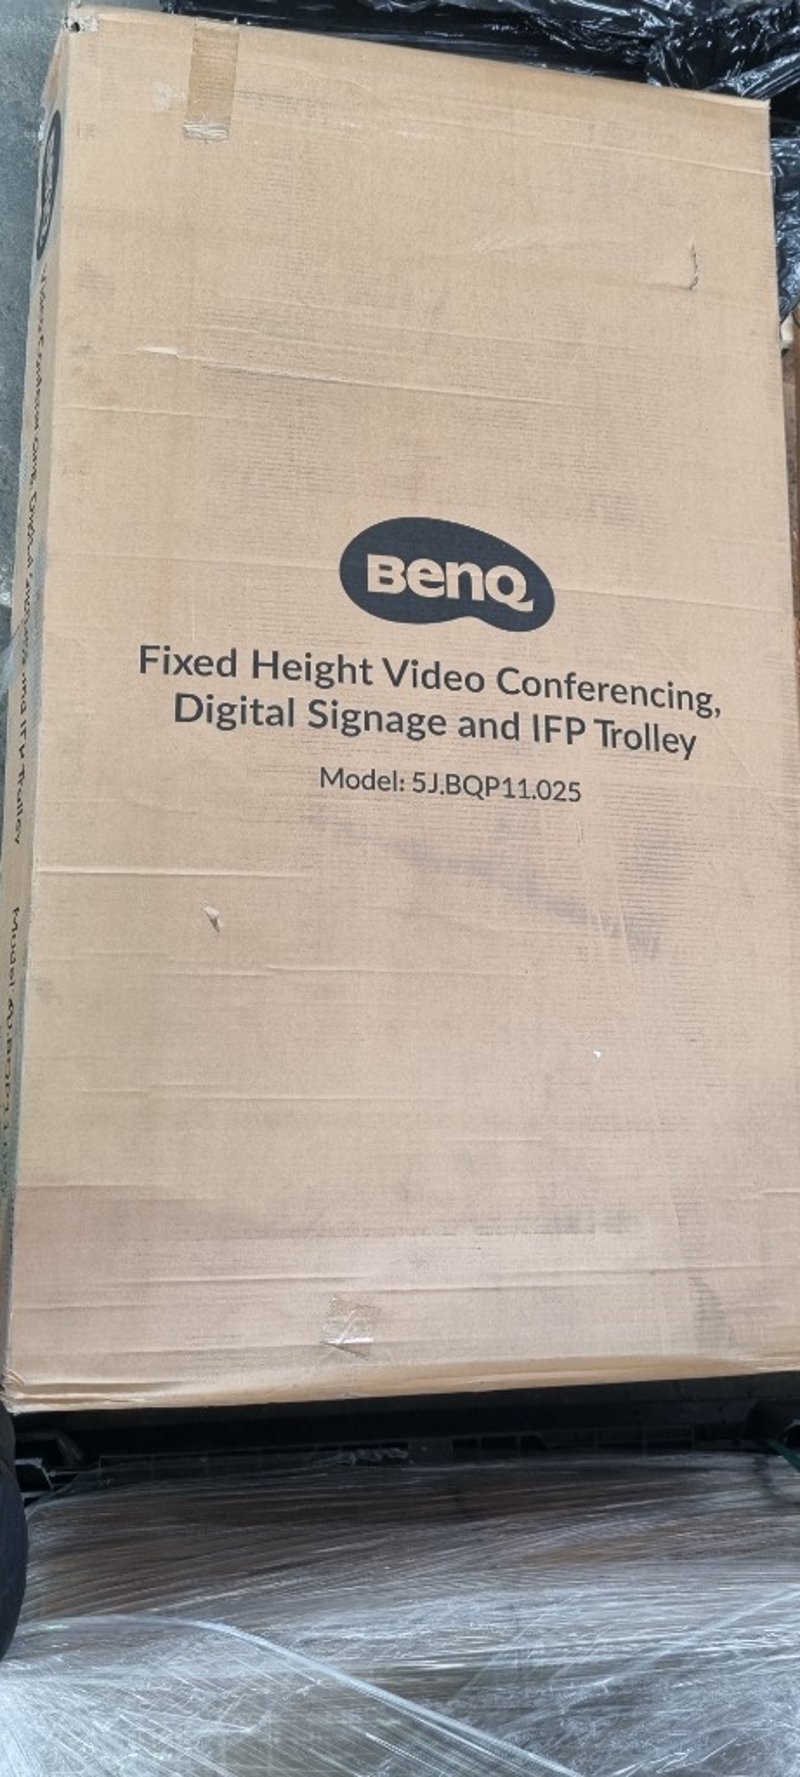 BenQ
Fixed Height Video Conferencing,
Digital Signage and IFP Trolley
Model: 5J.BQP11.025